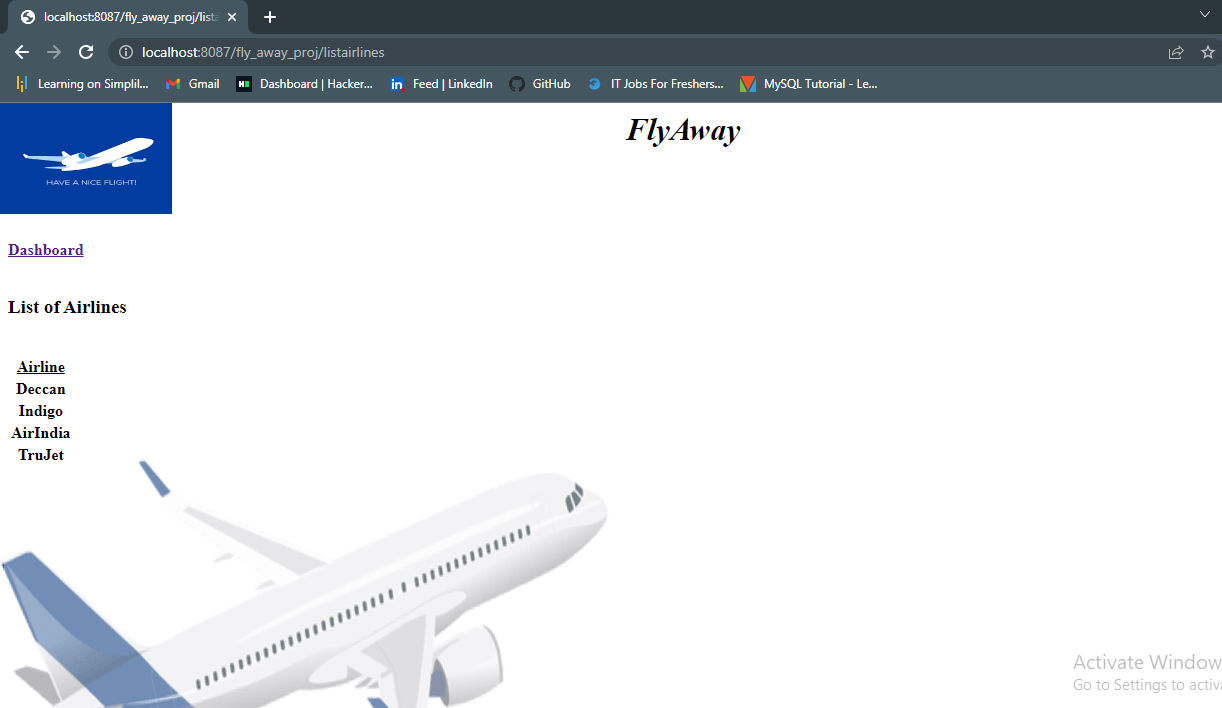 localhost:8087/fly_away_proj/lista
localhost:8087/fly_away_proj/listairlines
Learning on Simplil... Gmail Dashboard | Hacker... Feed | LinkedIn GitHub IT Jobs For Freshers... MySQL Tutorial - Le...
FlyAway
HAVE A NICE FLIGHT!
Dashboard
List of Airlines
Airline
Deccan
Indigo
AirIndia
TruJet
Activate Window
Go to Settings to activa